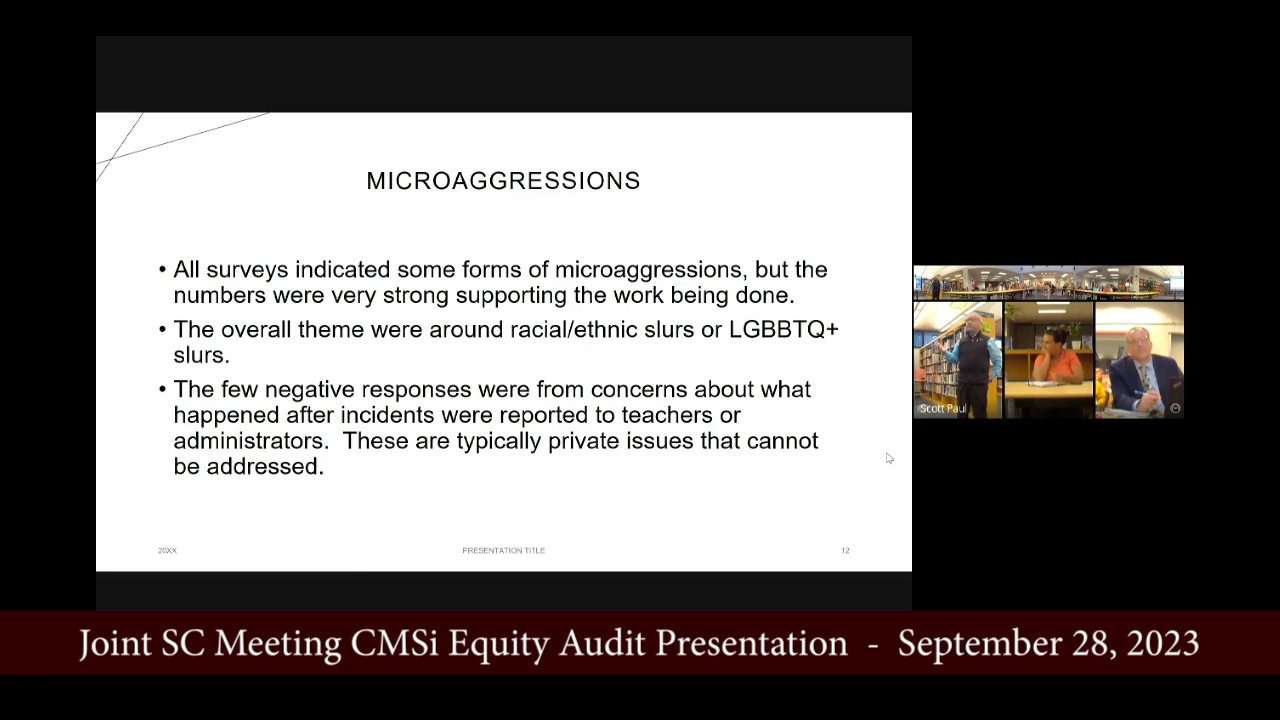 MICROAGGRESSIONS
• All surveys indicated some forms of microaggressions, but the
numbers were very strong supporting the work being done.
• The overall theme were around racial/ethnic slurs or LGBBTQ+
slurs.
• The few negative responses were from concerns about what
happened after incidents were reported to teachers or
administrators. These are typically private issues that cannot
be addressed.
20XX
PRESENTATION TITLE
12
Scott Paul
Joint SC Meeting CMSi Equity Audit Presentation - September 28, 2023